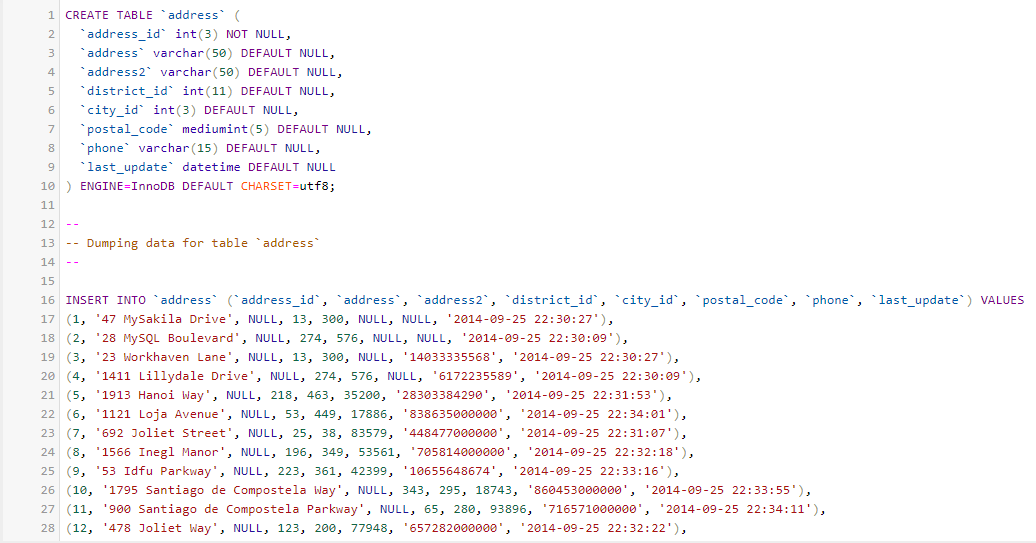 1 CREATE TABLE `address` (
2 `address_id` int(3) NOT NULL,
3 `address` varchar(50) DEFAULT NULL,
4 `address2` varchar(50) DEFAULT NULL,
5 `district_id` int(11) DEFAULT NULL,
6 `city_id` int(3) DEFAULT NULL,
7 `postal_code` mediumint(5) DEFAULT NULL,
8 `phone` varchar(15) DEFAULT NULL,
9 `last_update` datetime DEFAULT NULL
10 ) ENGINE=InnoDB DEFAULT CHARSET=utf8;
11
12 --
13 -- Dumping data for table `address`
14 --
15
16 INSERT INTO `address` (`address_id`, `address`, `address2`, `district_id`, `city_id`, `postal_code`, `phone`, `last_update`) VALUES
17 (1, '47 MySakila Drive', NULL, 13, 300, NULL, NULL, '2014-09-25 22:30:27'),
18 (2, '28 MySQL Boulevard', NULL, 274, 576, NULL, NULL, '2014-09-25 22:30:09'),
19 (3, '23 Workhaven Lane', NULL, 13, 300, NULL, '14033335568', '2014-09-25 22:30:27'),
20 (4, '1411 Lillydale Drive', NULL, 274, 576, NULL, '6172235589', '2014-09-25 22:30:09'),
21 (5, '1913 Hanoi Way', NULL, 218, 463, 35200, '28303384290', '2014-09-25 22:31:53'),
22 (6, '1121 Loja Avenue', NULL, 53, 449, 17886, '838635000000', '2014-09-25 22:34:01'),
23 (7, '692 Joliet Street', NULL, 25, 38, 83579, '448477000000', '2014-09-25 22:31:07'),
24 (8, '1566 Inegl Manor', NULL, 196, 349, 53561, '705814000000', '2014-09-25 22:32:18'),
25 (9, '53 Idfu Parkway', NULL, 223, 361, 42399, '10655648674', '2014-09-25 22:33:16'),
26 (10, '1795 Santiago de Compostela Way', NULL, 343, 295, 18743, '860453000000', '2014-09-25 22:33:55'),
27 (11, '900 Santiago de Compostela Parkway', NULL, 65, 280, 93896, '716571000000', '2014-09-25 22:34:11'),
28 (12, '478 Joliet Way', NULL, 123, 200, 77948, '657282000000', '2014-09-25 22:32:22'),